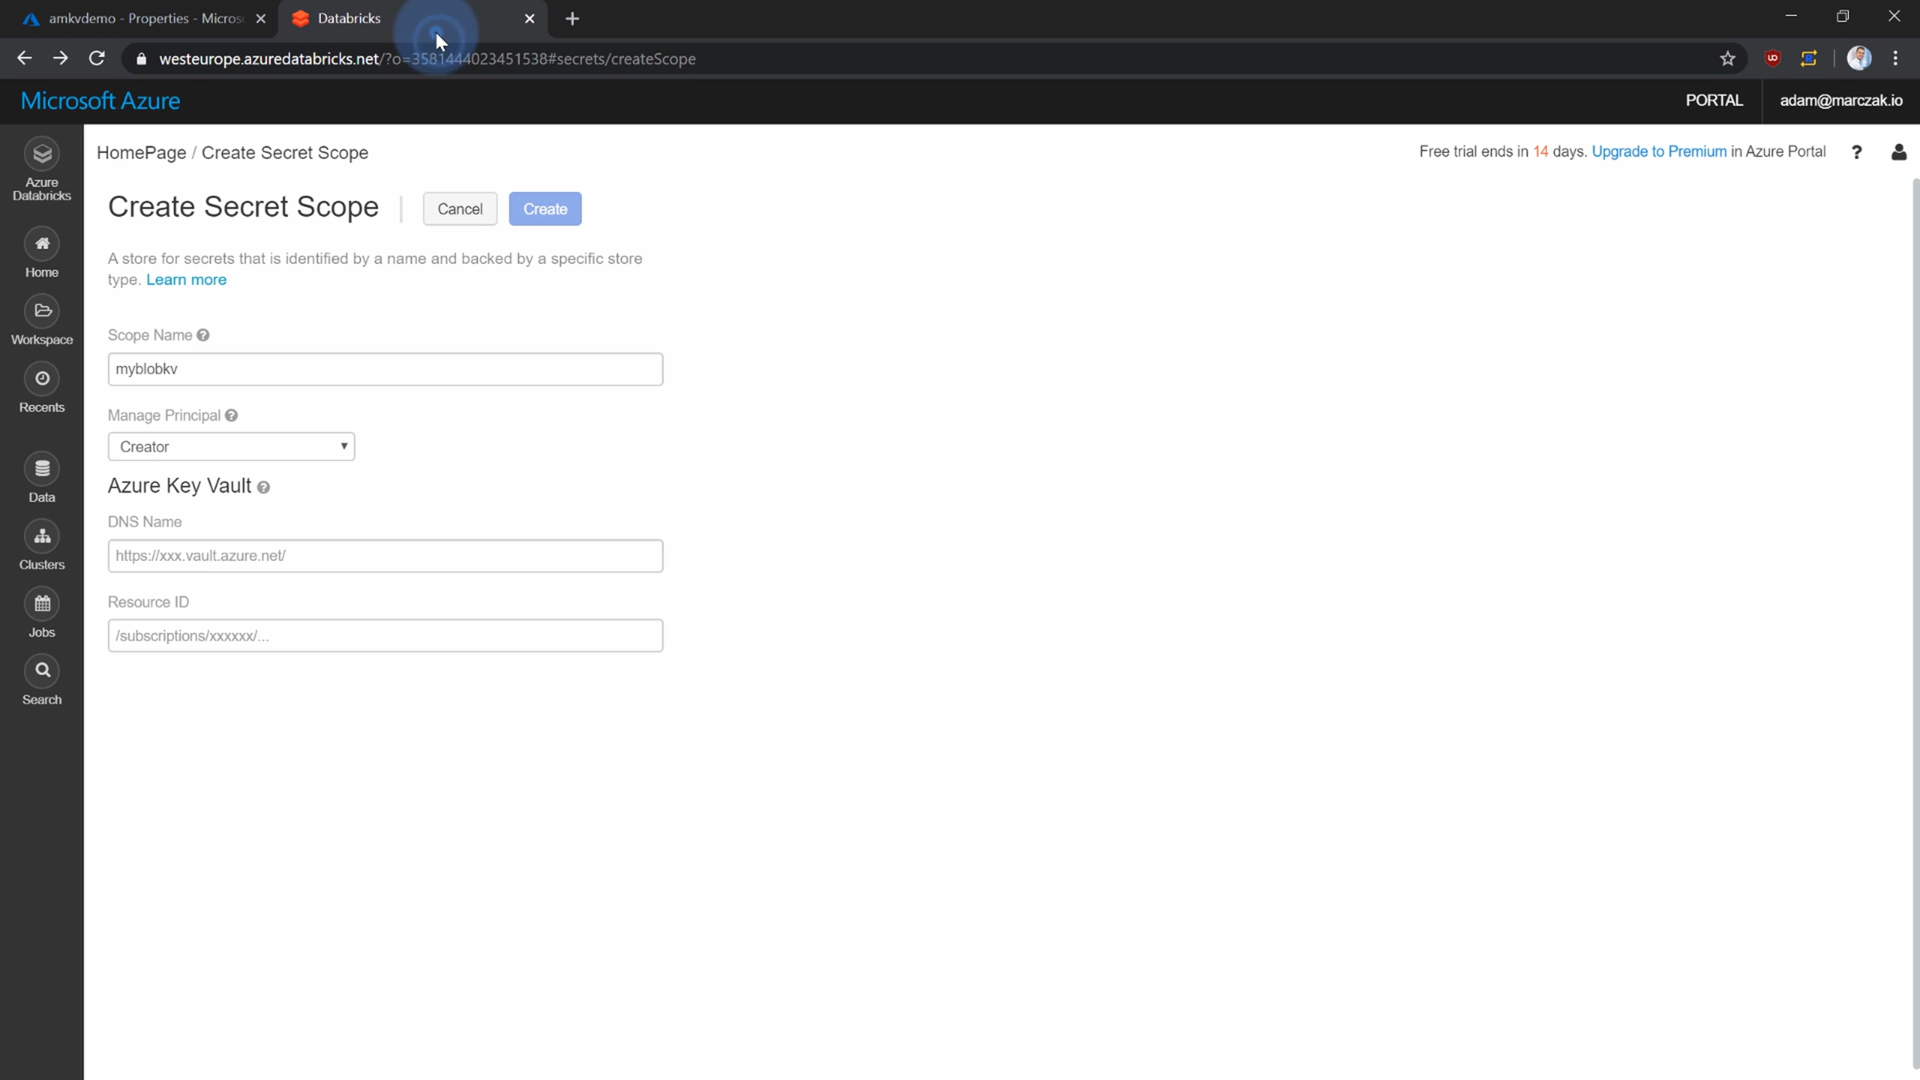 amkvdemo - Properties - Micros
Databricks
westeurope.azuredatabricks.net/?o=3581444023451538#secrets/createScope
Microsoft Azure
PORTAL
adam@marczak.io
Azure
Databricks
Home
Workspace
Recents
Data
Clusters
Jobs
Search
HomePage / Create Secret Scope
Free trial ends in 14 days. Upgrade to Premium in Azure Portal
?
Create Secret Scope
Cancel
Create
A store for secrets that is identified by a name and backed by a specific store
type. Learn more
Scope Name ?
myblobkv
Manage Principal ?
Creator
Azure Key Vault ?
DNS Name
https://xxx.vault.azure.net/
Resource ID
/subscriptions/xxxxxx/...